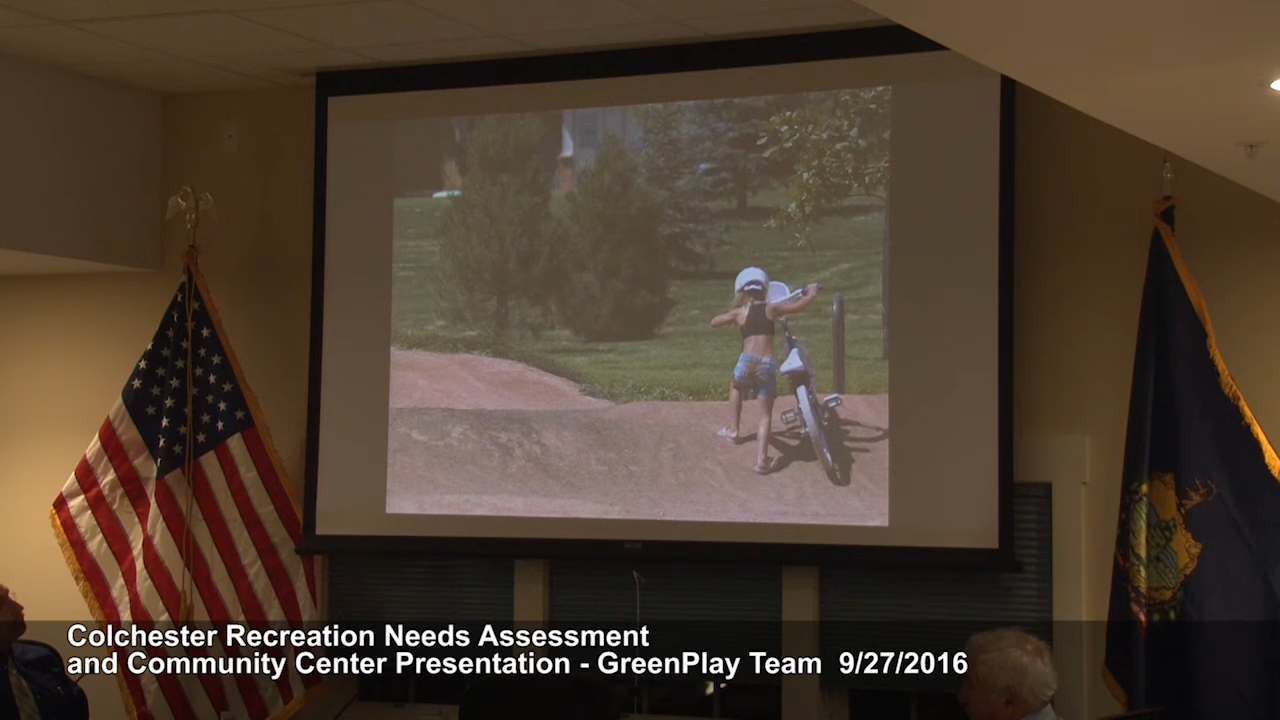 Colchester Recreation Needs Assessment
and Community Center Presentation - GreenPlay Team 9/27/2016